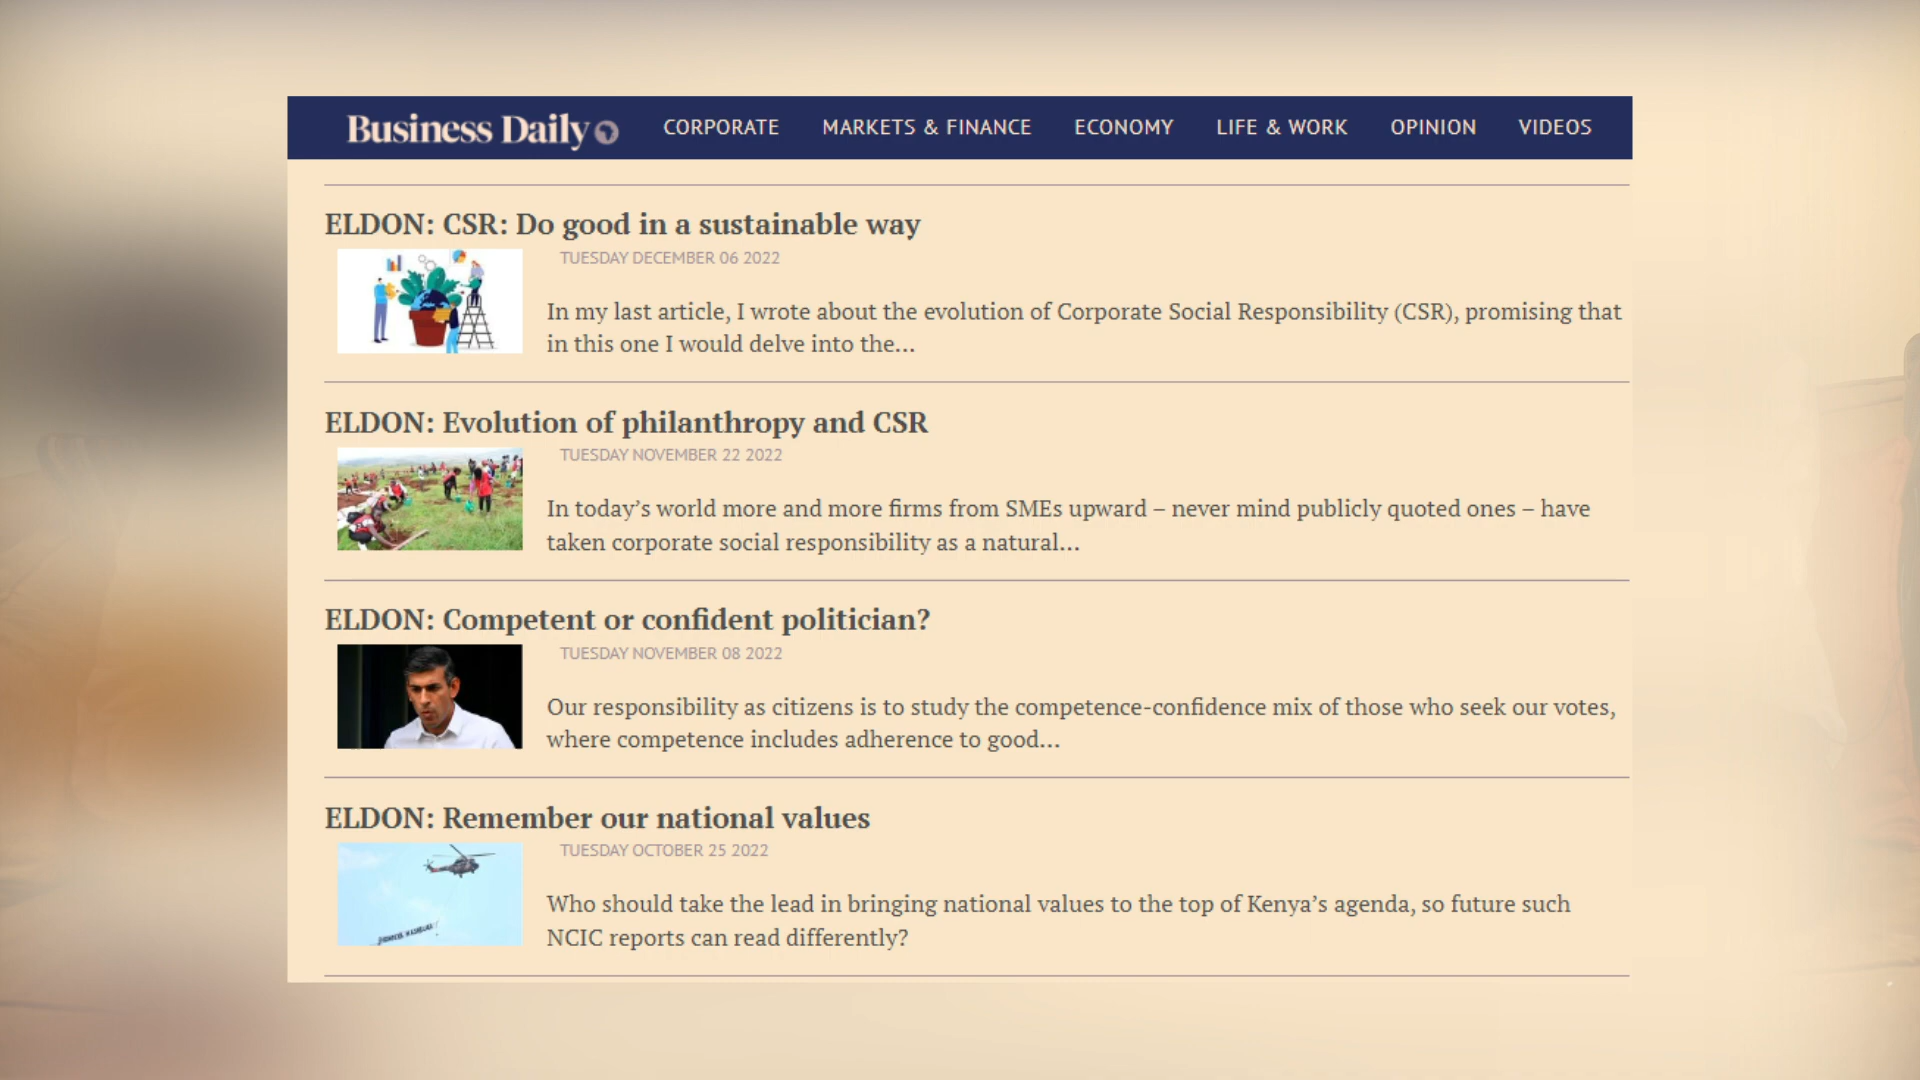 Business Daily
CORPORATE
MARKETS & FINANCE
ECONOMY
LIFE & WORK
OPINION
VIDEOS
ELDON: CSR: Do good in a sustainable way
TUESDAY DECEMBER 06 2022
In my last article, I wrote about the evolution of Corporate Social Responsibility (CSR), promising that
in this one I would delve into the...
ELDON: Evolution of philanthropy and CSR
TUESDAY NOVEMBER 22 2022
In today’s world more and more firms from SMEs upward – never mind publicly quoted ones – have
taken corporate social responsibility as a natural...
ELDON: Competent or confident politician?
TUESDAY NOVEMBER 08 2022
Our responsibility as citizens is to study the competence-confidence mix of those who seek our votes,
where competence includes adherence to good...
ELDON: Remember our national values
TUESDAY OCTOBER 25 2022
Who should take the lead in bringing national values to the top of Kenya’s agenda, so future such
NCIC reports can read differently?